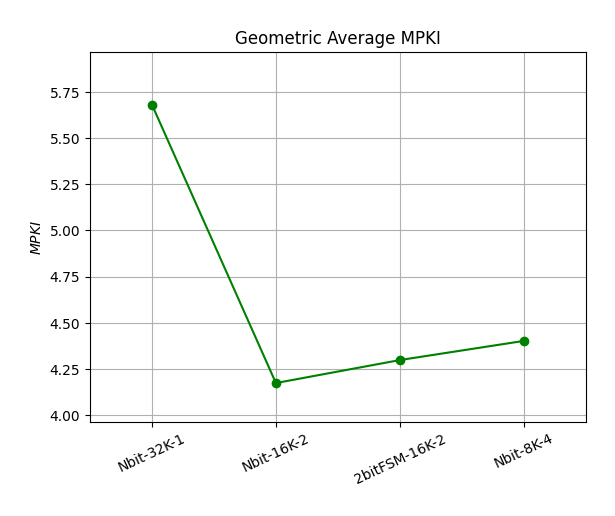 Geometric Average MPKI
MPKI
5.75
5.50
5.25
5.00
4.75
4.50
4.25
4.00
Nbit-32K-1
Nbit-16K-2
2bitFSM-16K-2
Nbit-8K-4